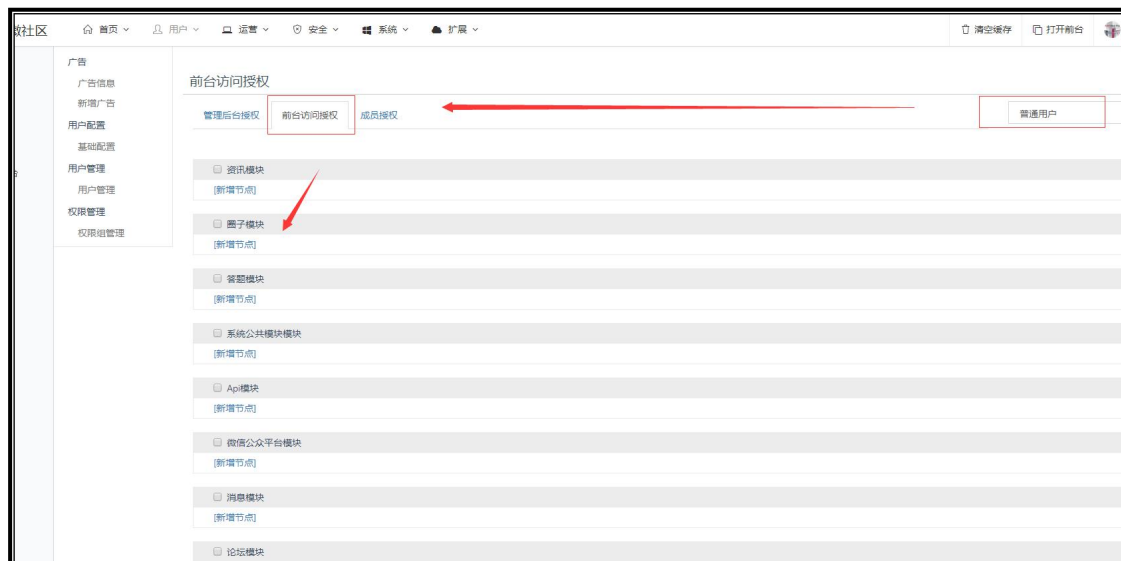 微社区 首页 用户 运营 安全 系统 扩展 清空缓存 打开前台
广告
广告信息
新增广告
用户配置
基础配置
用户管理
用户管理
权限管理
权限组管理
前台访问授权
管理后台授权 前台访问授权 成员授权 普通用户
资讯模块
[新增节点]
圈子模块
[新增节点]
答题模块
[新增节点]
系统公共模块模块
[新增节点]
Api模块
[新增节点]
微信公众平台模块
[新增节点]
消息模块
[新增节点]
论坛模块